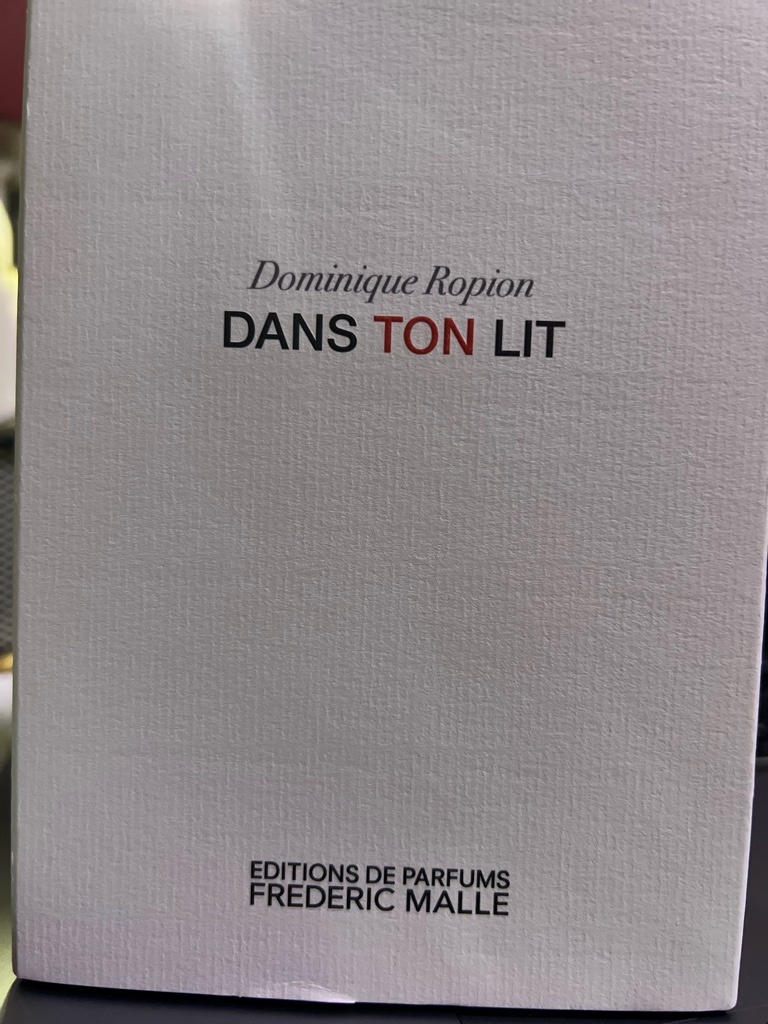 Dominique Ropion
DANS TON LIT
EDITIONS DE PARFUMS
FREDERIC MALLE